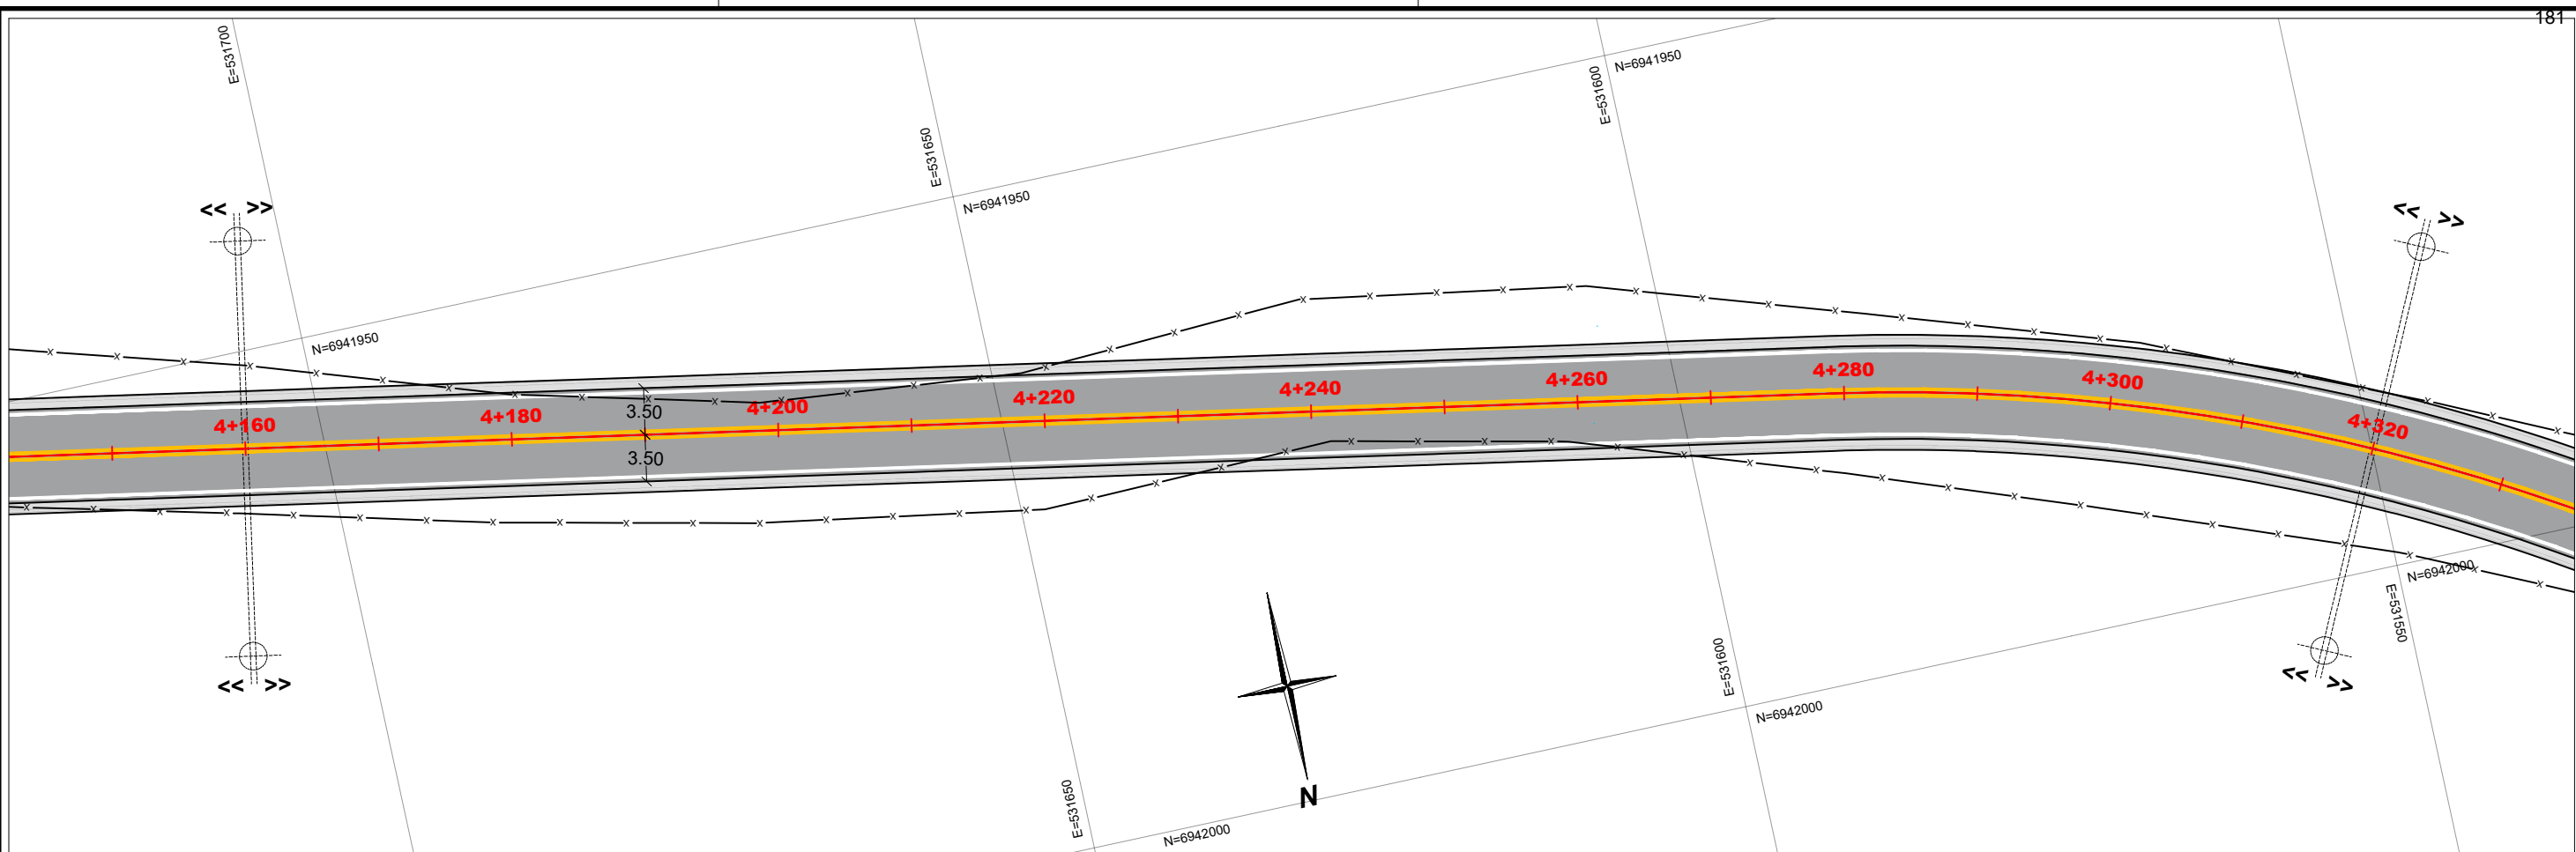 181
E=531700
E=531650
E=531600
N=6941950
N=6941950
N=6941950
<< >>
<< >>
4+160
4+180
4+200
4+220
4+240
4+260
4+280
4+300
4+320
3.50
3.50
N=6942000
E=531550
E=531600
<< >>
<< >>
N=6942000
E=531650
N=6942000
N